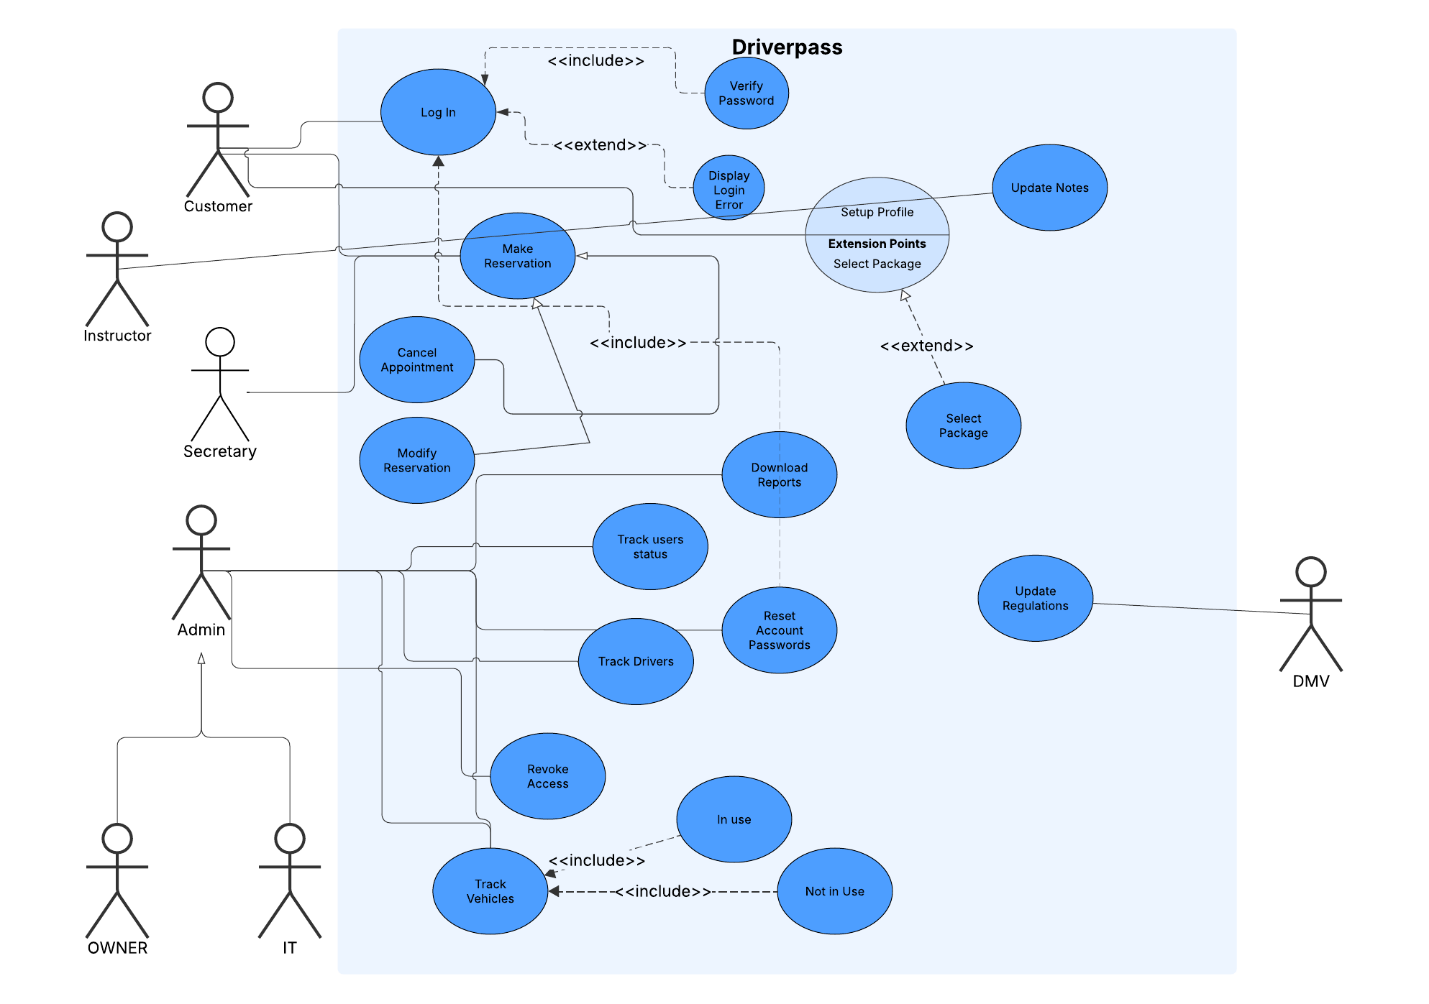 Driverpass
<<include>>
Verify
Password
Log In
<<extend>>
Display
Login
Error
Customer
Update Notes
Setup Profile
Extension Points
Select Package
Make
Reservation
Instructor
<<include>>
<<extend>>
Cancel
Appointment
Secretary
Select
Package
Modify
Reservation
Download
Reports
Track users
status
Admin
Update
Regulations
Reset
Account
Passwords
Track Drivers
DMV
Revoke
Access
In use
<<include>>
Track
Vehicles
<<include>>
Not in Use
OWNER
IT